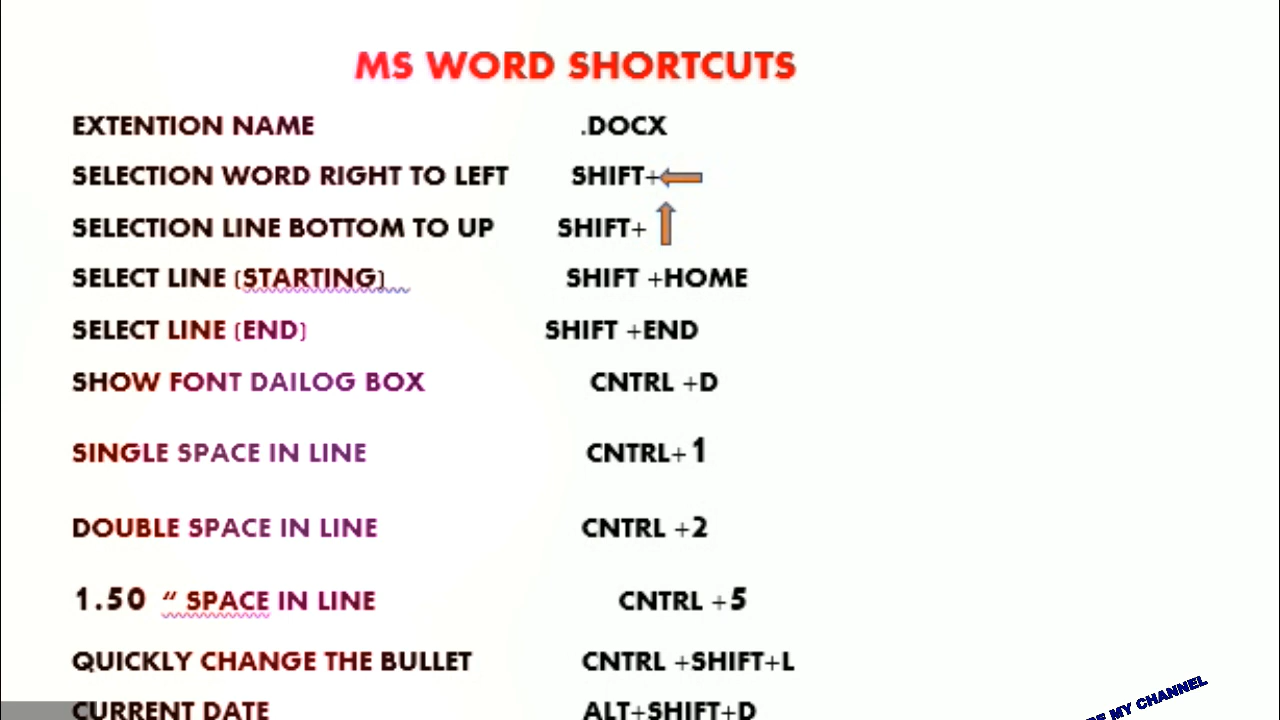 MS WORD SHORTCUTS
EXTENTION NAME .DOCX
SELECTION WORD RIGHT TO LEFT SHIFT+
SELECTION LINE BOTTOM TO UP SHIFT+
SELECT LINE (STARTING) SHIFT +HOME
SELECT LINE (END) SHIFT +END
SHOW FONT DAILOG BOX CNTRL +D
SINGLE SPACE IN LINE CNTRL+ 1
DOUBLE SPACE IN LINE CNTRL +2
1.50 “ SPACE IN LINE CNTRL +5
QUICKLY CHANGE THE BULLET CNTRL +SHIFT+L
CURRENT DATE ALT+SHIFT+D
MY CHANNEL